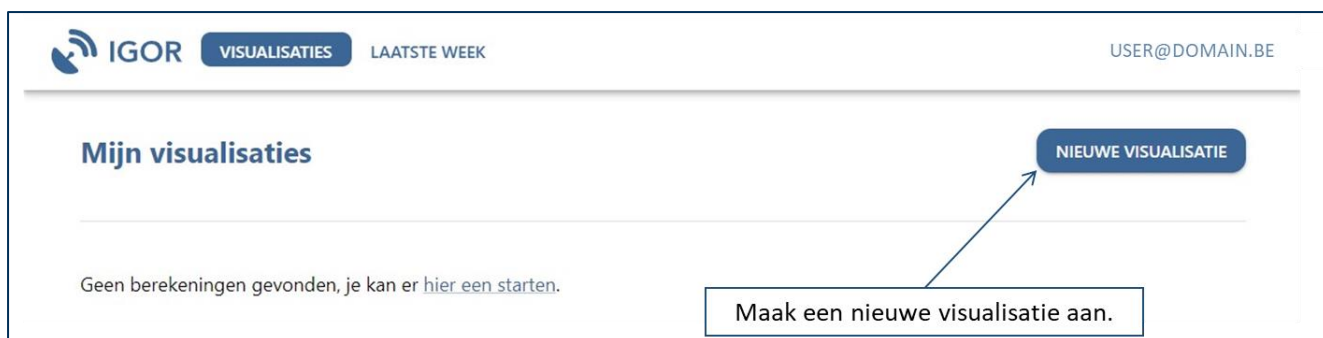 IGOR VISUALISATIES LAATSTE WEEK USER@DOMAIN.BE
Mijn visualisaties NIEUWE VISUALISATIE
Geen berekeningen gevonden, je kan er hier een starten.
Maak een nieuwe visualisatie aan.